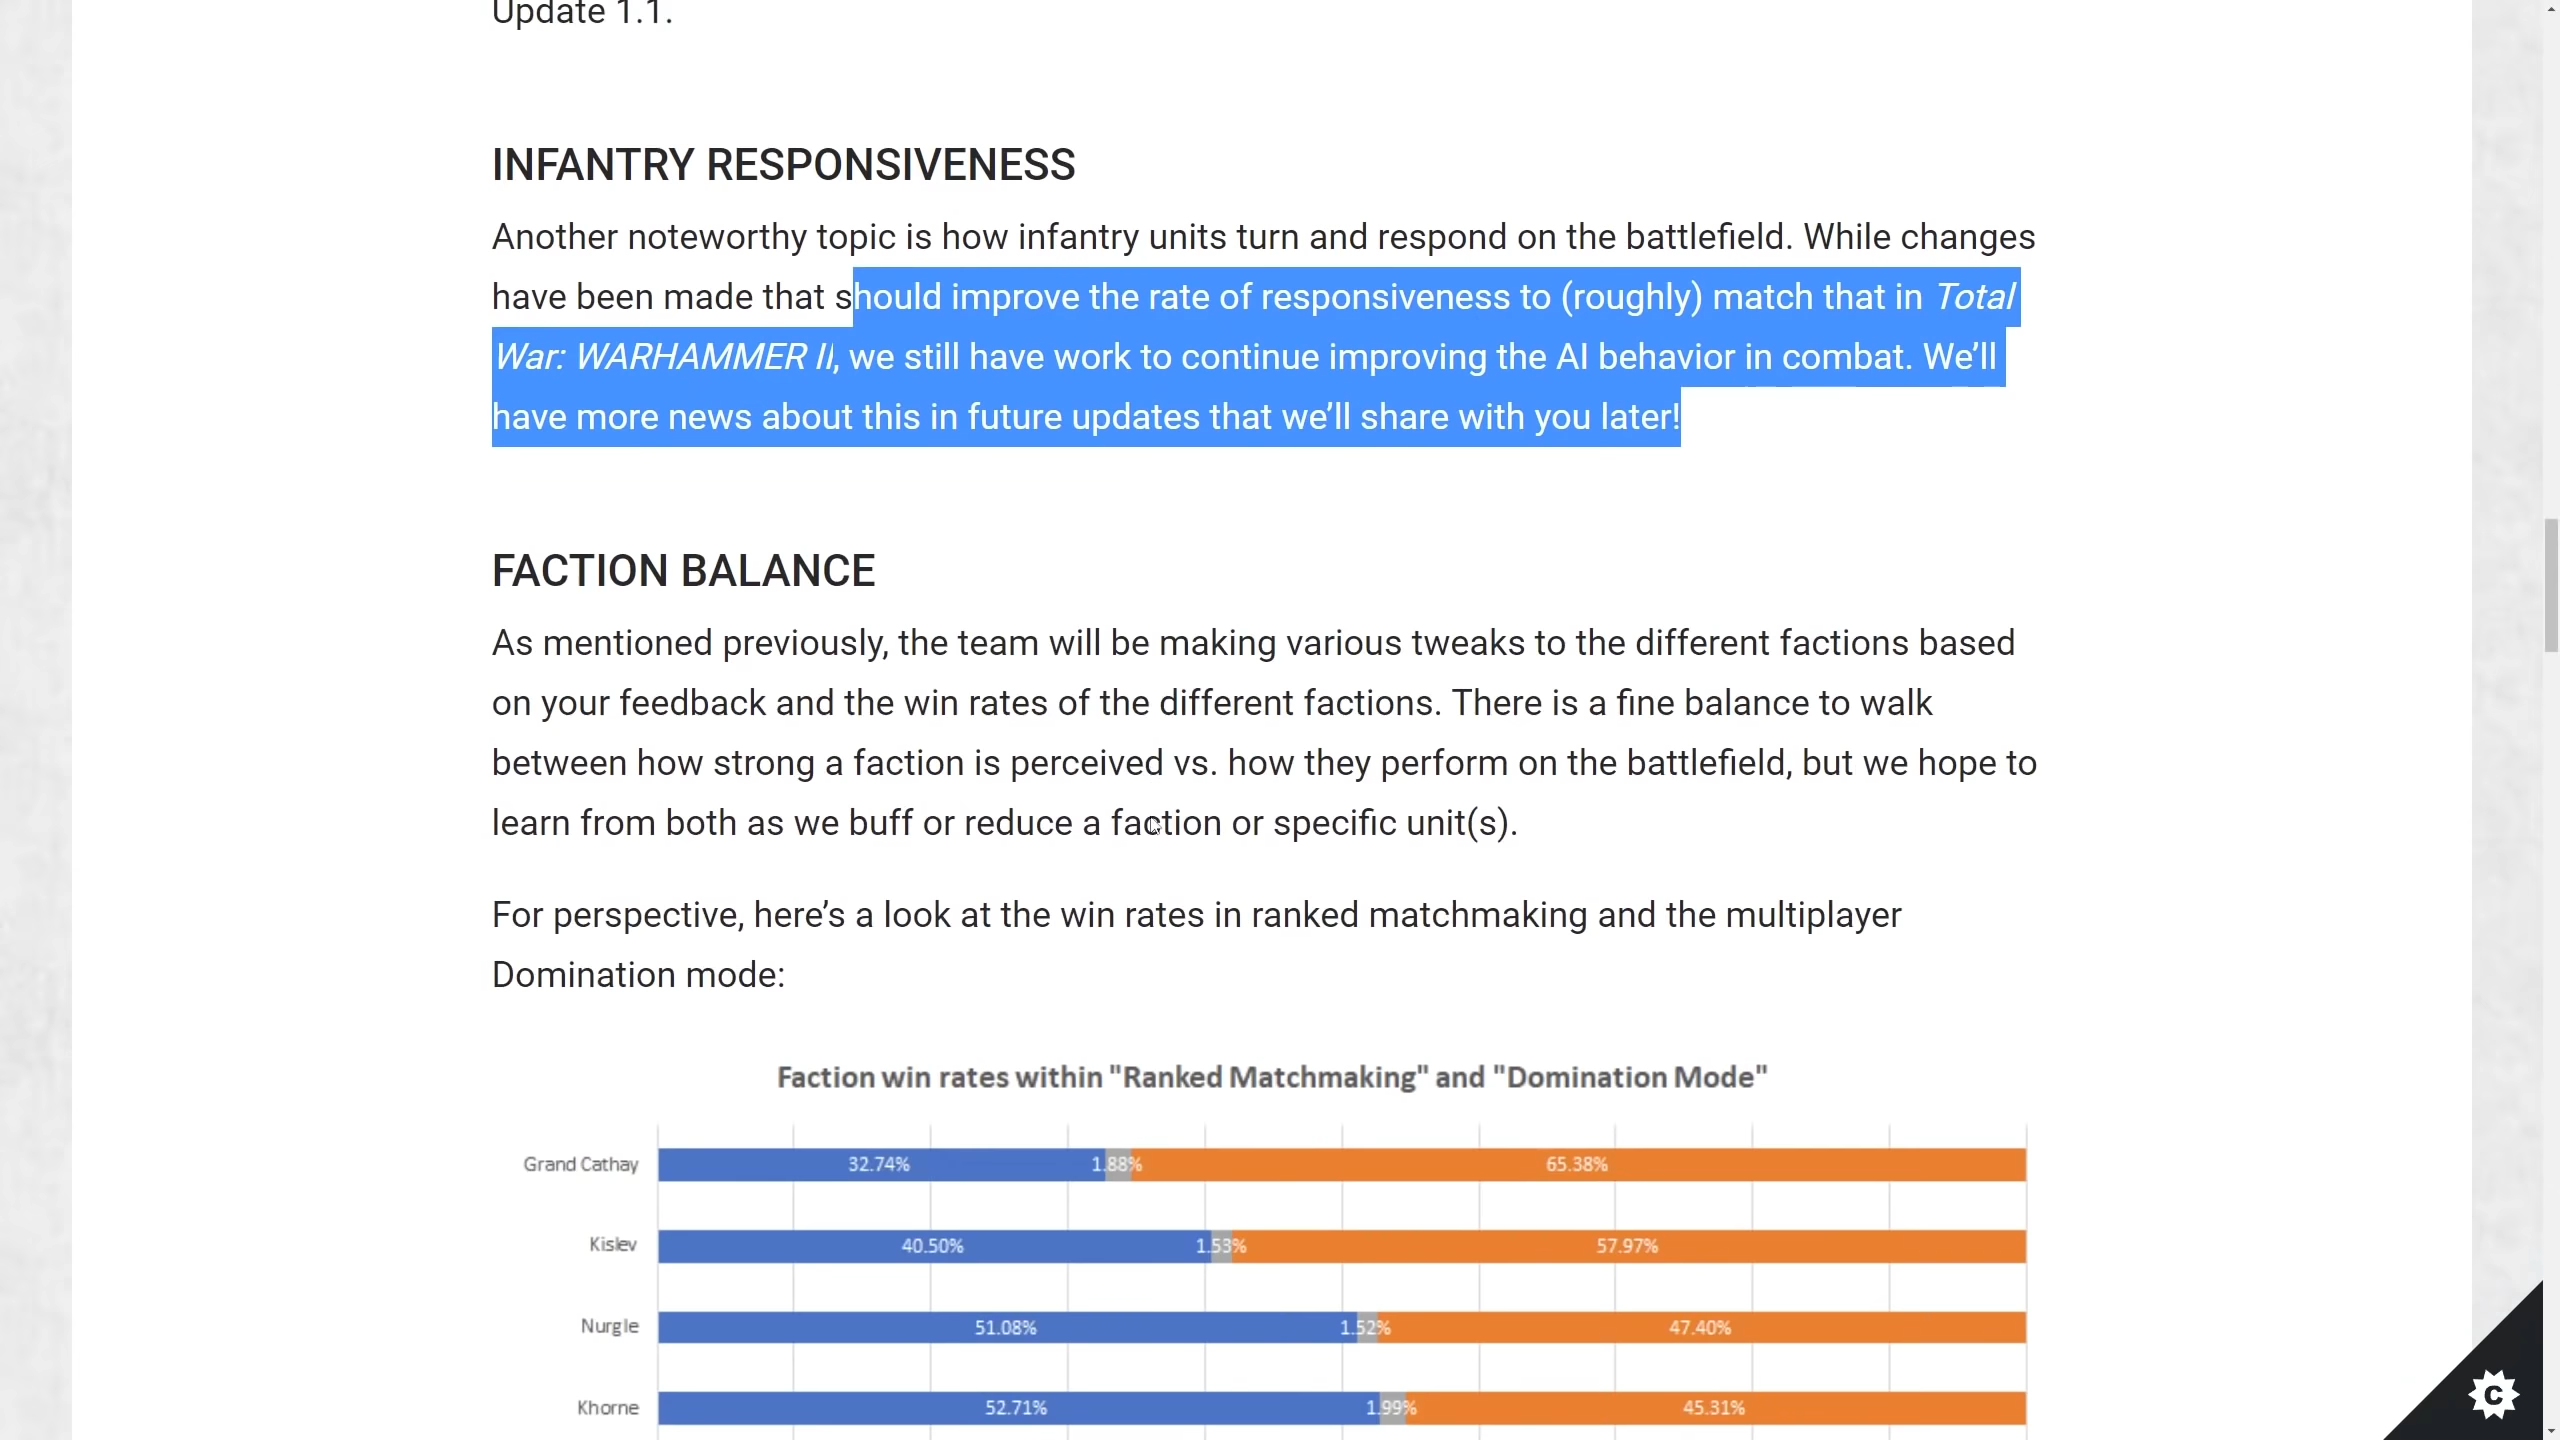 Update 1.1.
INFANTRY RESPONSIVENESS
Another noteworthy topic is how infantry units turn and respond on the battlefield. While changes
have been made that should improve the rate of responsiveness to (roughly) match that in Total
War: WARHAMMER II, we still have work to continue improving the AI behavior in combat. We’ll
have more news about this in future updates that we’ll share with you later!
FACTION BALANCE
As mentioned previously, the team will be making various tweaks to the different factions based
on your feedback and the win rates of the different factions. There is a fine balance to walk
between how strong a faction is perceived vs. how they perform on the battlefield, but we hope to
learn from both as we buff or reduce a faction or specific unit(s).
For perspective, here’s a look at the win rates in ranked matchmaking and the multiplayer
Domination mode:
Faction win rates within "Ranked Matchmaking" and "Domination Mode"
Grand Cathay 32.74% 1.88% 65.38%
Kislev 40.50% 1.53% 57.97%
Nurgle 51.08% 1.52% 47.40%
Khorne 52.71% 1.99% 45.31%
C